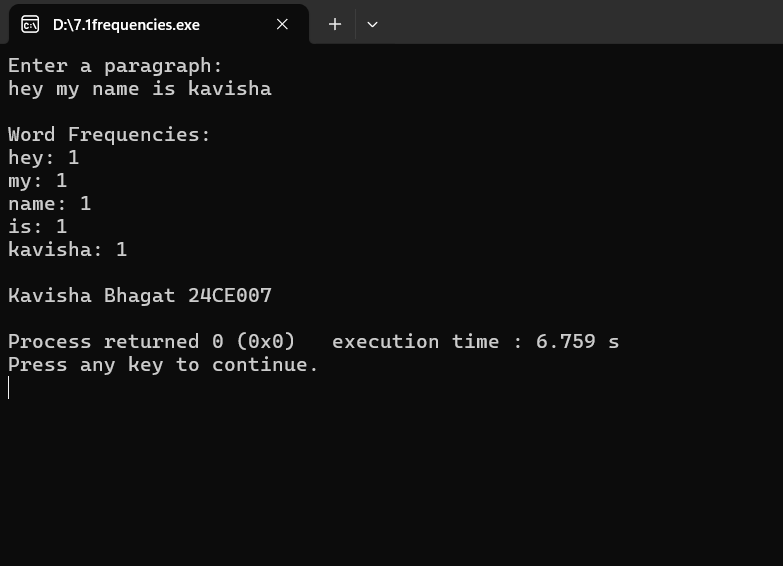 D:\7.1frequencies.exe
Enter a paragraph:
hey my name is kavisha
Word Frequencies:
hey: 1
my: 1
name: 1
is: 1
kavisha: 1
Kavisha Bhagat 24CE007
Process returned 0 (0x0)   execution time : 6.759 s
Press any key to continue.